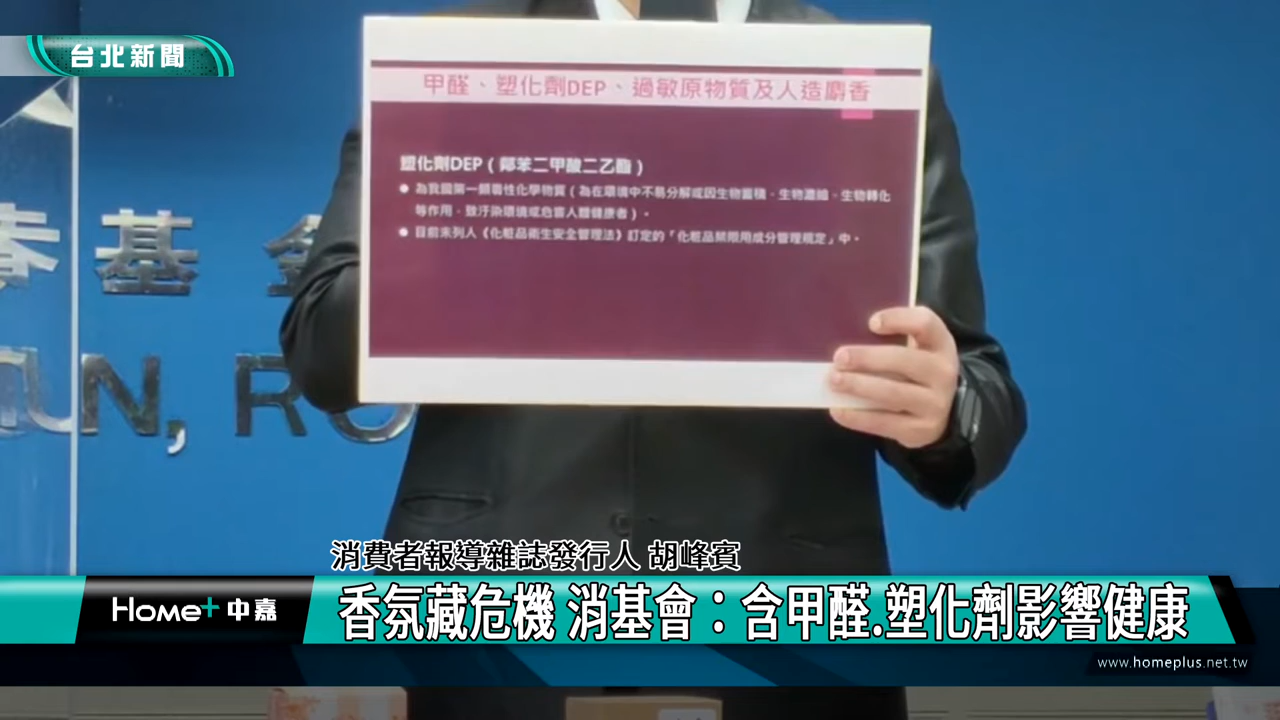 台北新聞
甲醛、塑化劑DEP、過敏原物質及人造麝香
塑化劑DEP（鄰苯二甲酸二乙酯）
● 為我國第一類毒性化學物質（為在環境中不易分解或因生物蓄積、生物濃縮、生物轉化
等作用，致汙染環境或危害人體健康者）。
● 目前未列入《化粧品衛生安全管理法》訂定的「化粧品禁限用成分管理規定」中。
基金
N, RO
消費者報導雜誌發行人 胡峰賓
Home+中嘉
香氛藏危機 消基會：含甲醛.塑化劑影響健康
www.homeplus.net.tw